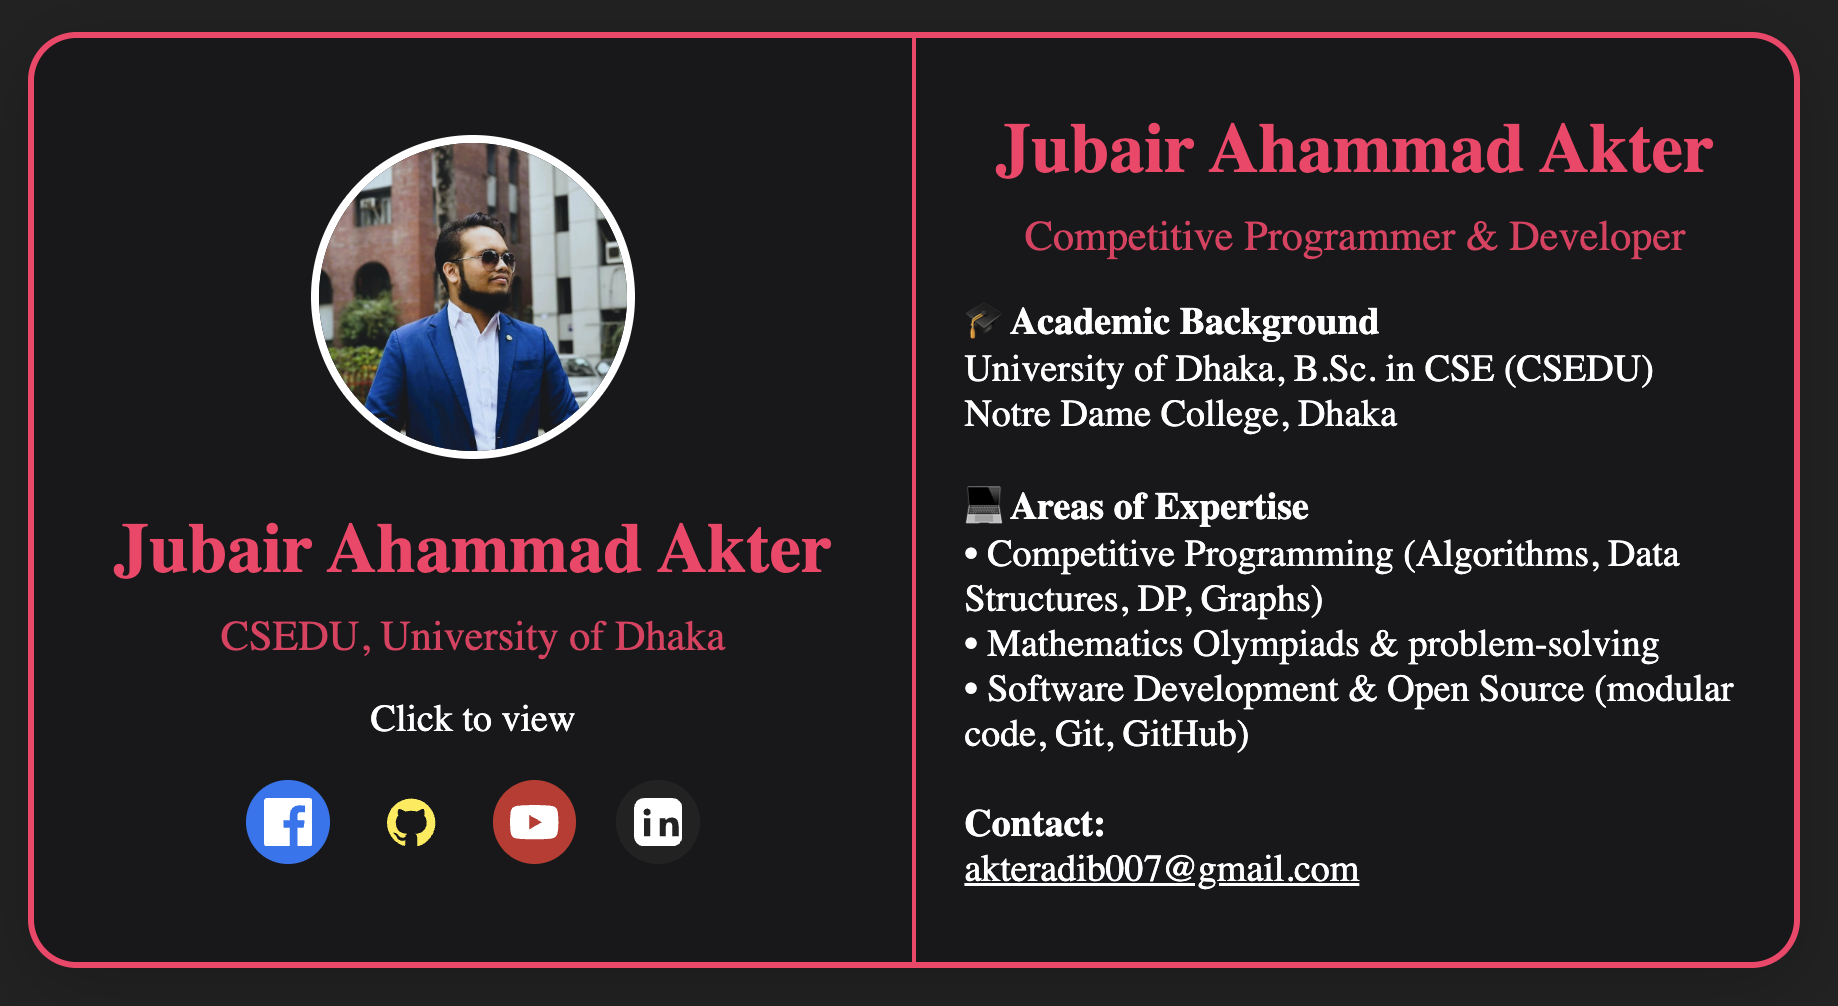 Jubair Ahammad Akter
CSEDU, University of Dhaka
Click to view
in
Jubair Ahammad Akter
Competitive Programmer & Developer
🎓 Academic Background
University of Dhaka, B.Sc. in CSE (CSEDU)
Notre Dame College, Dhaka
💻 Areas of Expertise
• Competitive Programming (Algorithms, Data
Structures, DP, Graphs)
• Mathematics Olympiads & problem-solving
• Software Development & Open Source (modular
code, Git, GitHub)
Contact:
akteradib007@gmail.com